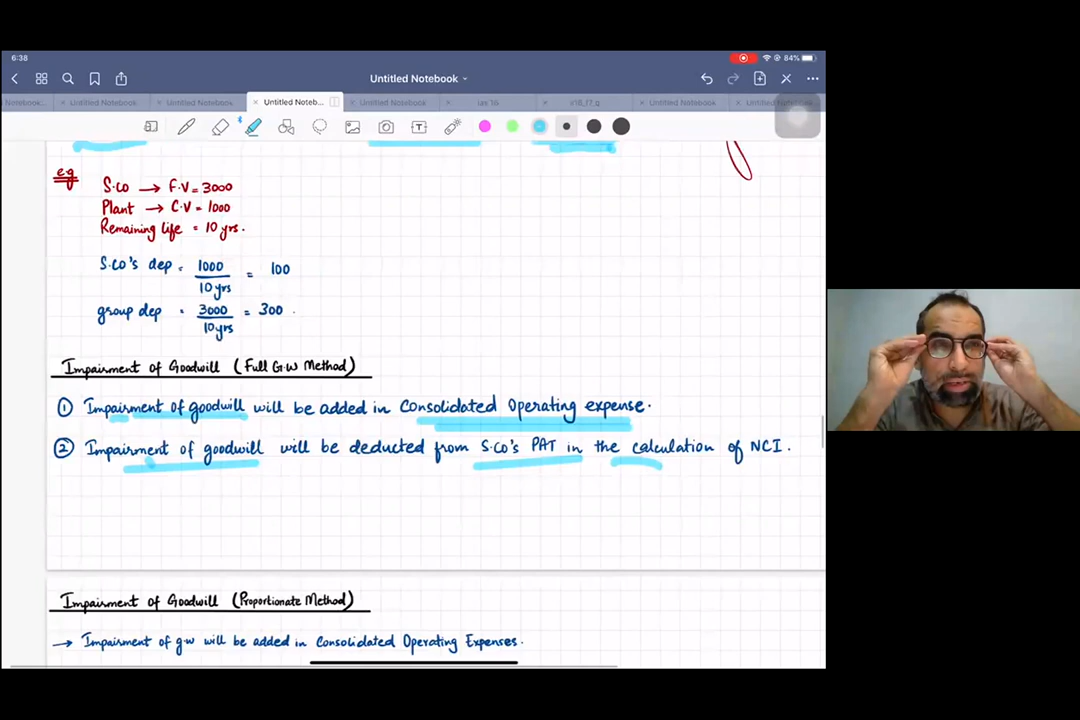 6:38
84%
Untitled Notebook
Notebook...
Untitled Notebook
Untitled Notebook
Untitled Noteb...
Untitled Notebook
ias 16
Untitled Notebook
e.g
S.co → F.V = 3000
Plant → C.V = 1000
Remaining life = 10 yrs.
S.co's dep = 1000 / 10 yrs = 100
group dep = 3000 / 10 yrs = 300
Impairment of Goodwill (Full G.W Method)
① Impairment of goodwill will be added in Consolidated Operating expense.
② Impairment of goodwill will be deducted from S.co's PAT in the calculation of NCI.
Impairment of Goodwill (Proportionate Method)
→ Impairment of g.w will be added in Consolidated Operating Expenses.